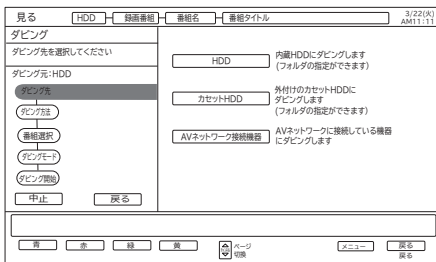 見る HDD 録画番組 番組名 番組タイトル 3/22(火)
AM11:11
ダビング
ダビング先を選択してください
ダビング元:HDD
ダビング先
ダビング方法
番組選択
ダビングモード
ダビング開始
中止 戻る
HDD 内蔵HDDにダビングします
(フォルダの指定ができます)
カセットHDD 外付けのカセットHDDに
ダビングします
(フォルダの指定ができます)
AVネットワーク接続機器 AVネットワークに接続している機器
にダビングします
青 赤 緑 黄 ページ
切換 メニュー 戻る
戻る